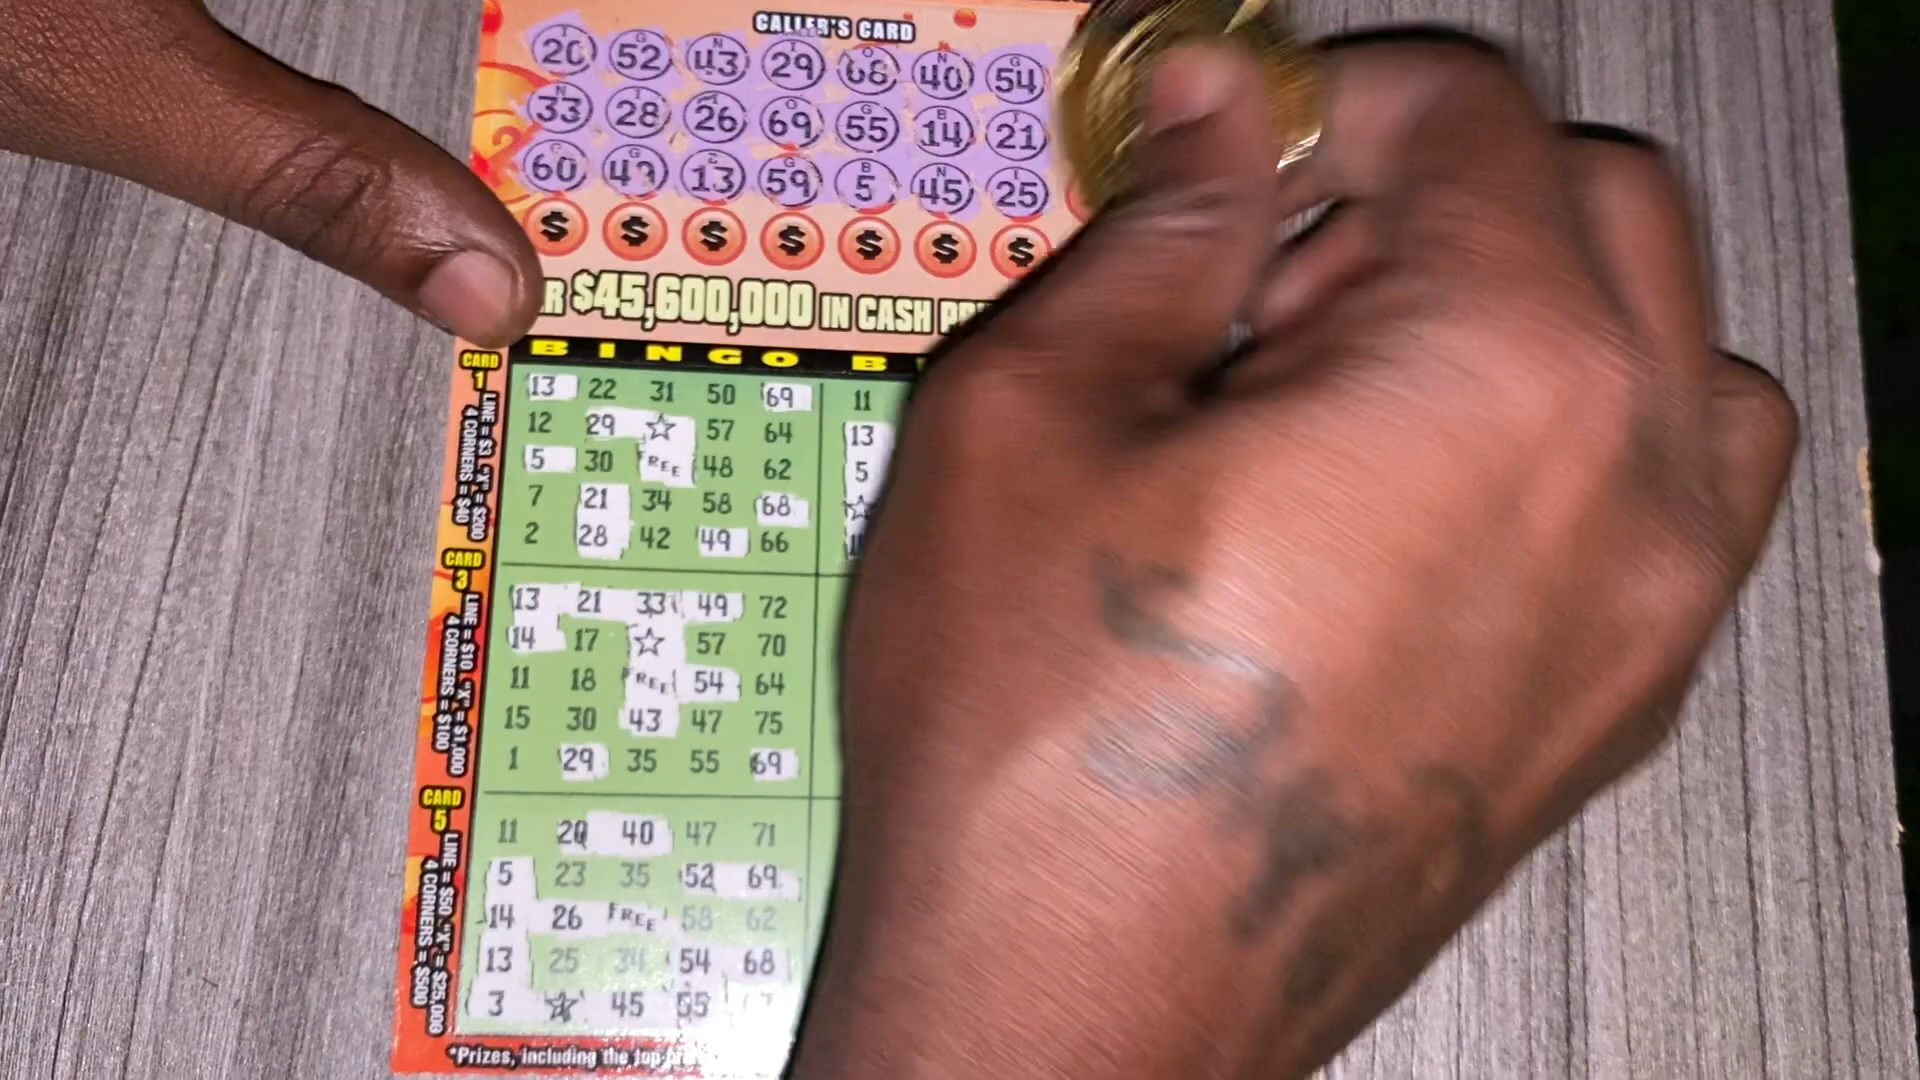 CALLER'S CARD
T 20 G 52 N 43 I 29 O 68 N 40 G 54
N 33 I 28 I 26 O 69 G 55 B 14 I 21
G 60 G 49 13 G 59 B 5 N 45 I 25
$ $ $ $ $ $ $
$45,600,000 IN CASH
B I N G O B
CARD 1
LINE = $3 "X" = $200
4 CORNERS = $40
13 22 31 50 69 11
12 29 ☆ 57 64 13
5 30 FREE 48 62 5
7 21 34 58 68 ☆
2 28 42 49 66
CARD 3
LINE = $10 "X" = $1,000
4 CORNERS = $100
13 21 33 49 72
14 17 ☆ 57 70
11 18 FREE 54 64
15 30 43 47 75
1 29 35 55 69
CARD 5
LINE = $50 "X" = $25,000
4 CORNERS = $500
11 20 40 47 71
5 23 35 52 69
14 26 FREE 58 62
13 25 34 54 68
3 ☆ 45 55
*Prizes, including the top